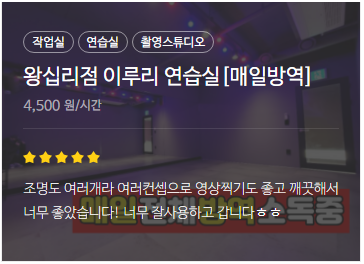 작업실 연습실 촬영스튜디오
왕십리점 이루리 연습실[매일방역]
4,500 원/시간
조명도 여러개라 여러컨셉으로 영상찍기도 좋고 깨끗해서
너무 좋았습니다! 너무 잘사용하고 갑니다ㅎㅎ
매일전체방역소독중